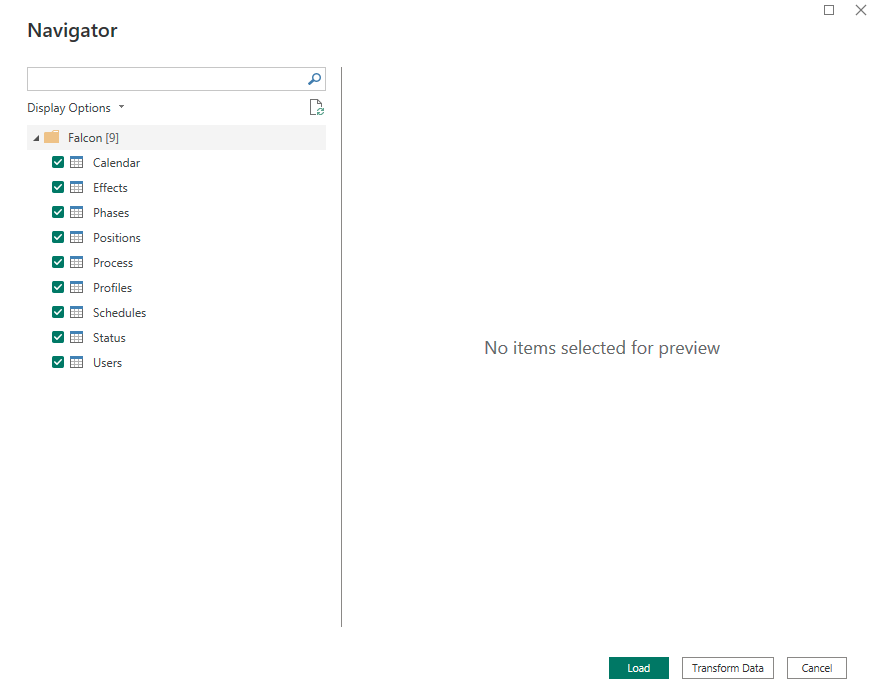 Navigator
Display Options
Falcon [9]
Calendar
Effects
Phases
Positions
Process
Profiles
Schedules
Status
Users
No items selected for preview
Load Transform Data Cancel